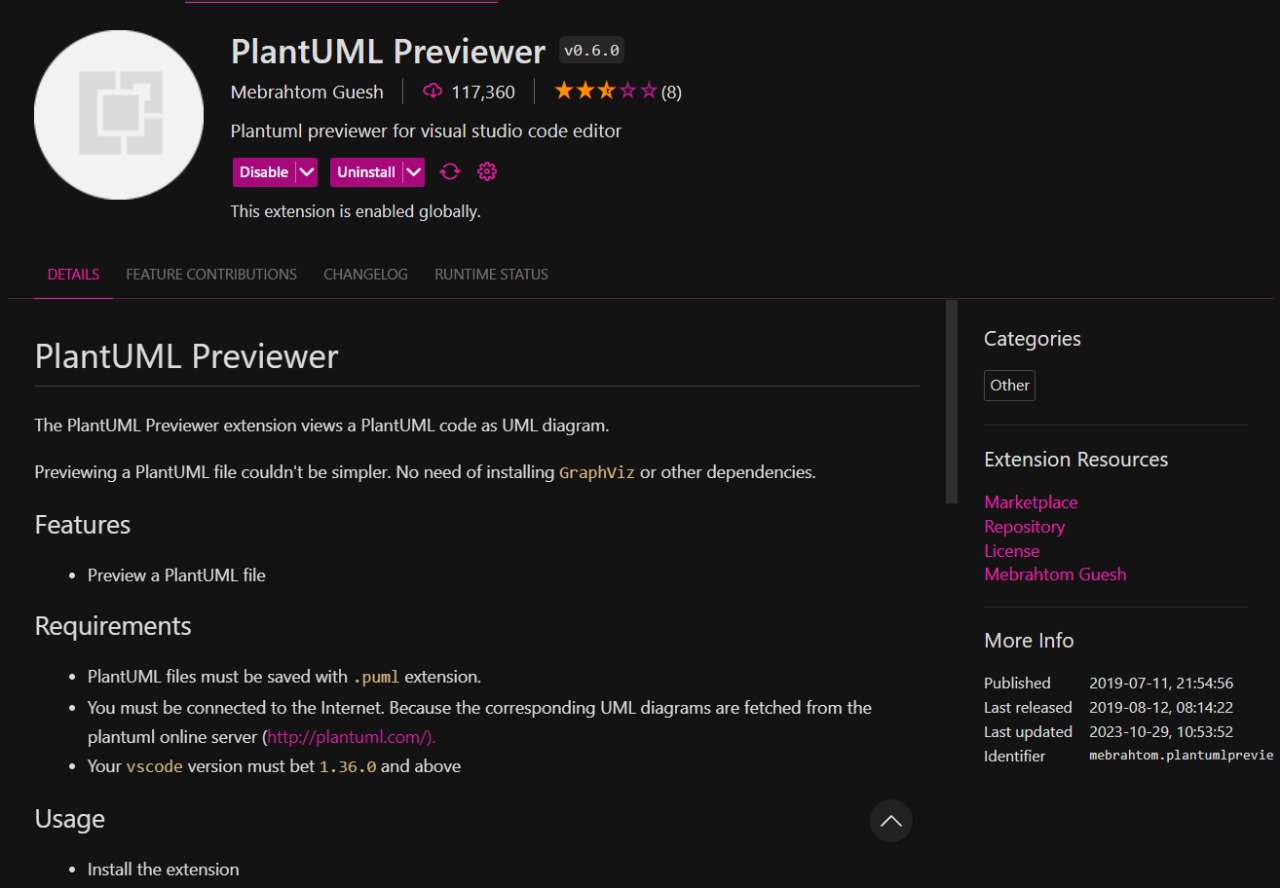 PlantUML Previewer v0.6.0
Mebrahtom Guesh 117,360 (8)
Plantuml previewer for visual studio code editor
Disable Uninstall
This extension is enabled globally.
DETAILS FEATURE CONTRIBUTIONS CHANGELOG RUNTIME STATUS
PlantUML Previewer
The PlantUML Previewer extension views a PlantUML code as UML diagram.
Previewing a PlantUML file couldn't be simpler. No need of installing GraphViz or other dependencies.
Features
• Preview a PlantUML file
Requirements
• PlantUML files must be saved with .puml extension.
• You must be connected to the Internet. Because the corresponding UML diagrams are fetched from the
plantuml online server (http://plantuml.com/).
• Your vscode version must bet 1.36.0 and above
Usage
• Install the extension
Categories
Other
Extension Resources
Marketplace
Repository
License
Mebrahtom Guesh
More Info
Published 2019-07-11, 21:54:56
Last released 2019-08-12, 08:14:22
Last updated 2023-10-29, 10:53:52
Identifier mebrahtom.plantumlprevie